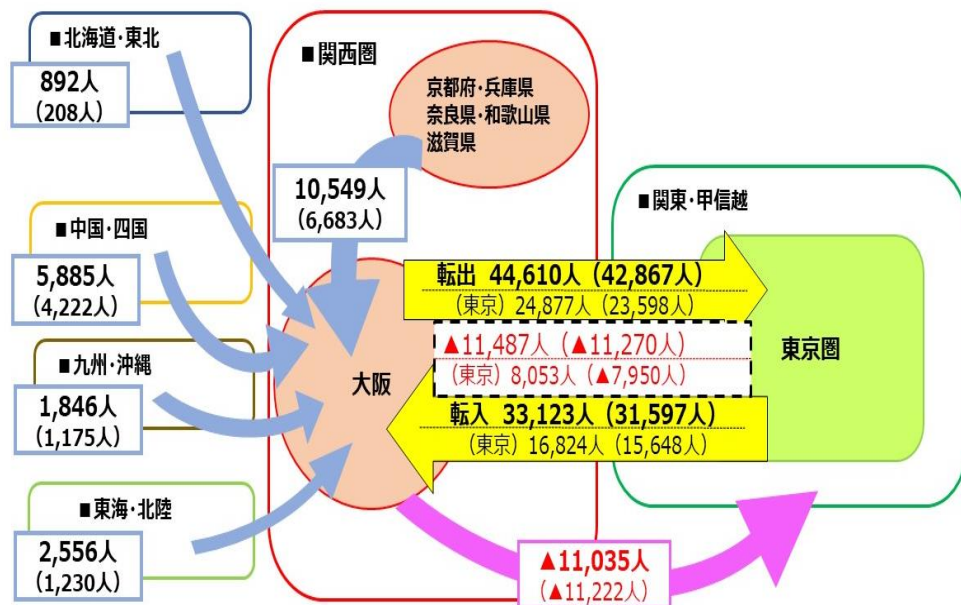 ■北海道・東北
892人
(208人)
■中国・四国
5,885人
(4,222人)
■九州・沖縄
1,846人
(1,175人)
■東海・北陸
2,556人
(1,230人)
■関西圏
京都府・兵庫県
奈良県・和歌山県
滋賀県
10,549人
(6,683人)
大阪
転出 44,610人（42,867人）
(東京) 24,877人（23,598人）
▲11,487人（▲11,270人）
(東京) 8,053人（▲7,950人）
転入 33,123人（31,597人）
(東京) 16,824人（15,648人）
▲11,035人
(▲11,222人)
■関東・甲信越
東京圏